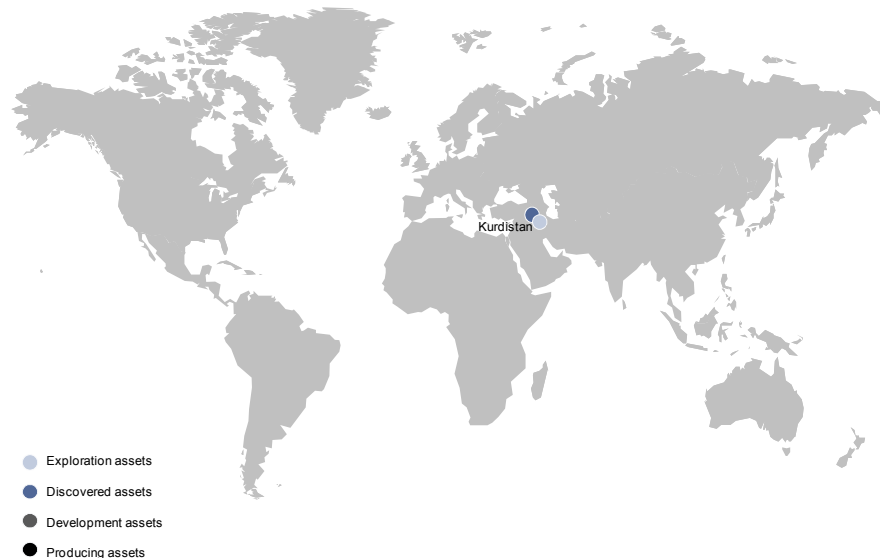 Kurdistan
Exploration assets
Discovered assets
Development assets
Producing assets